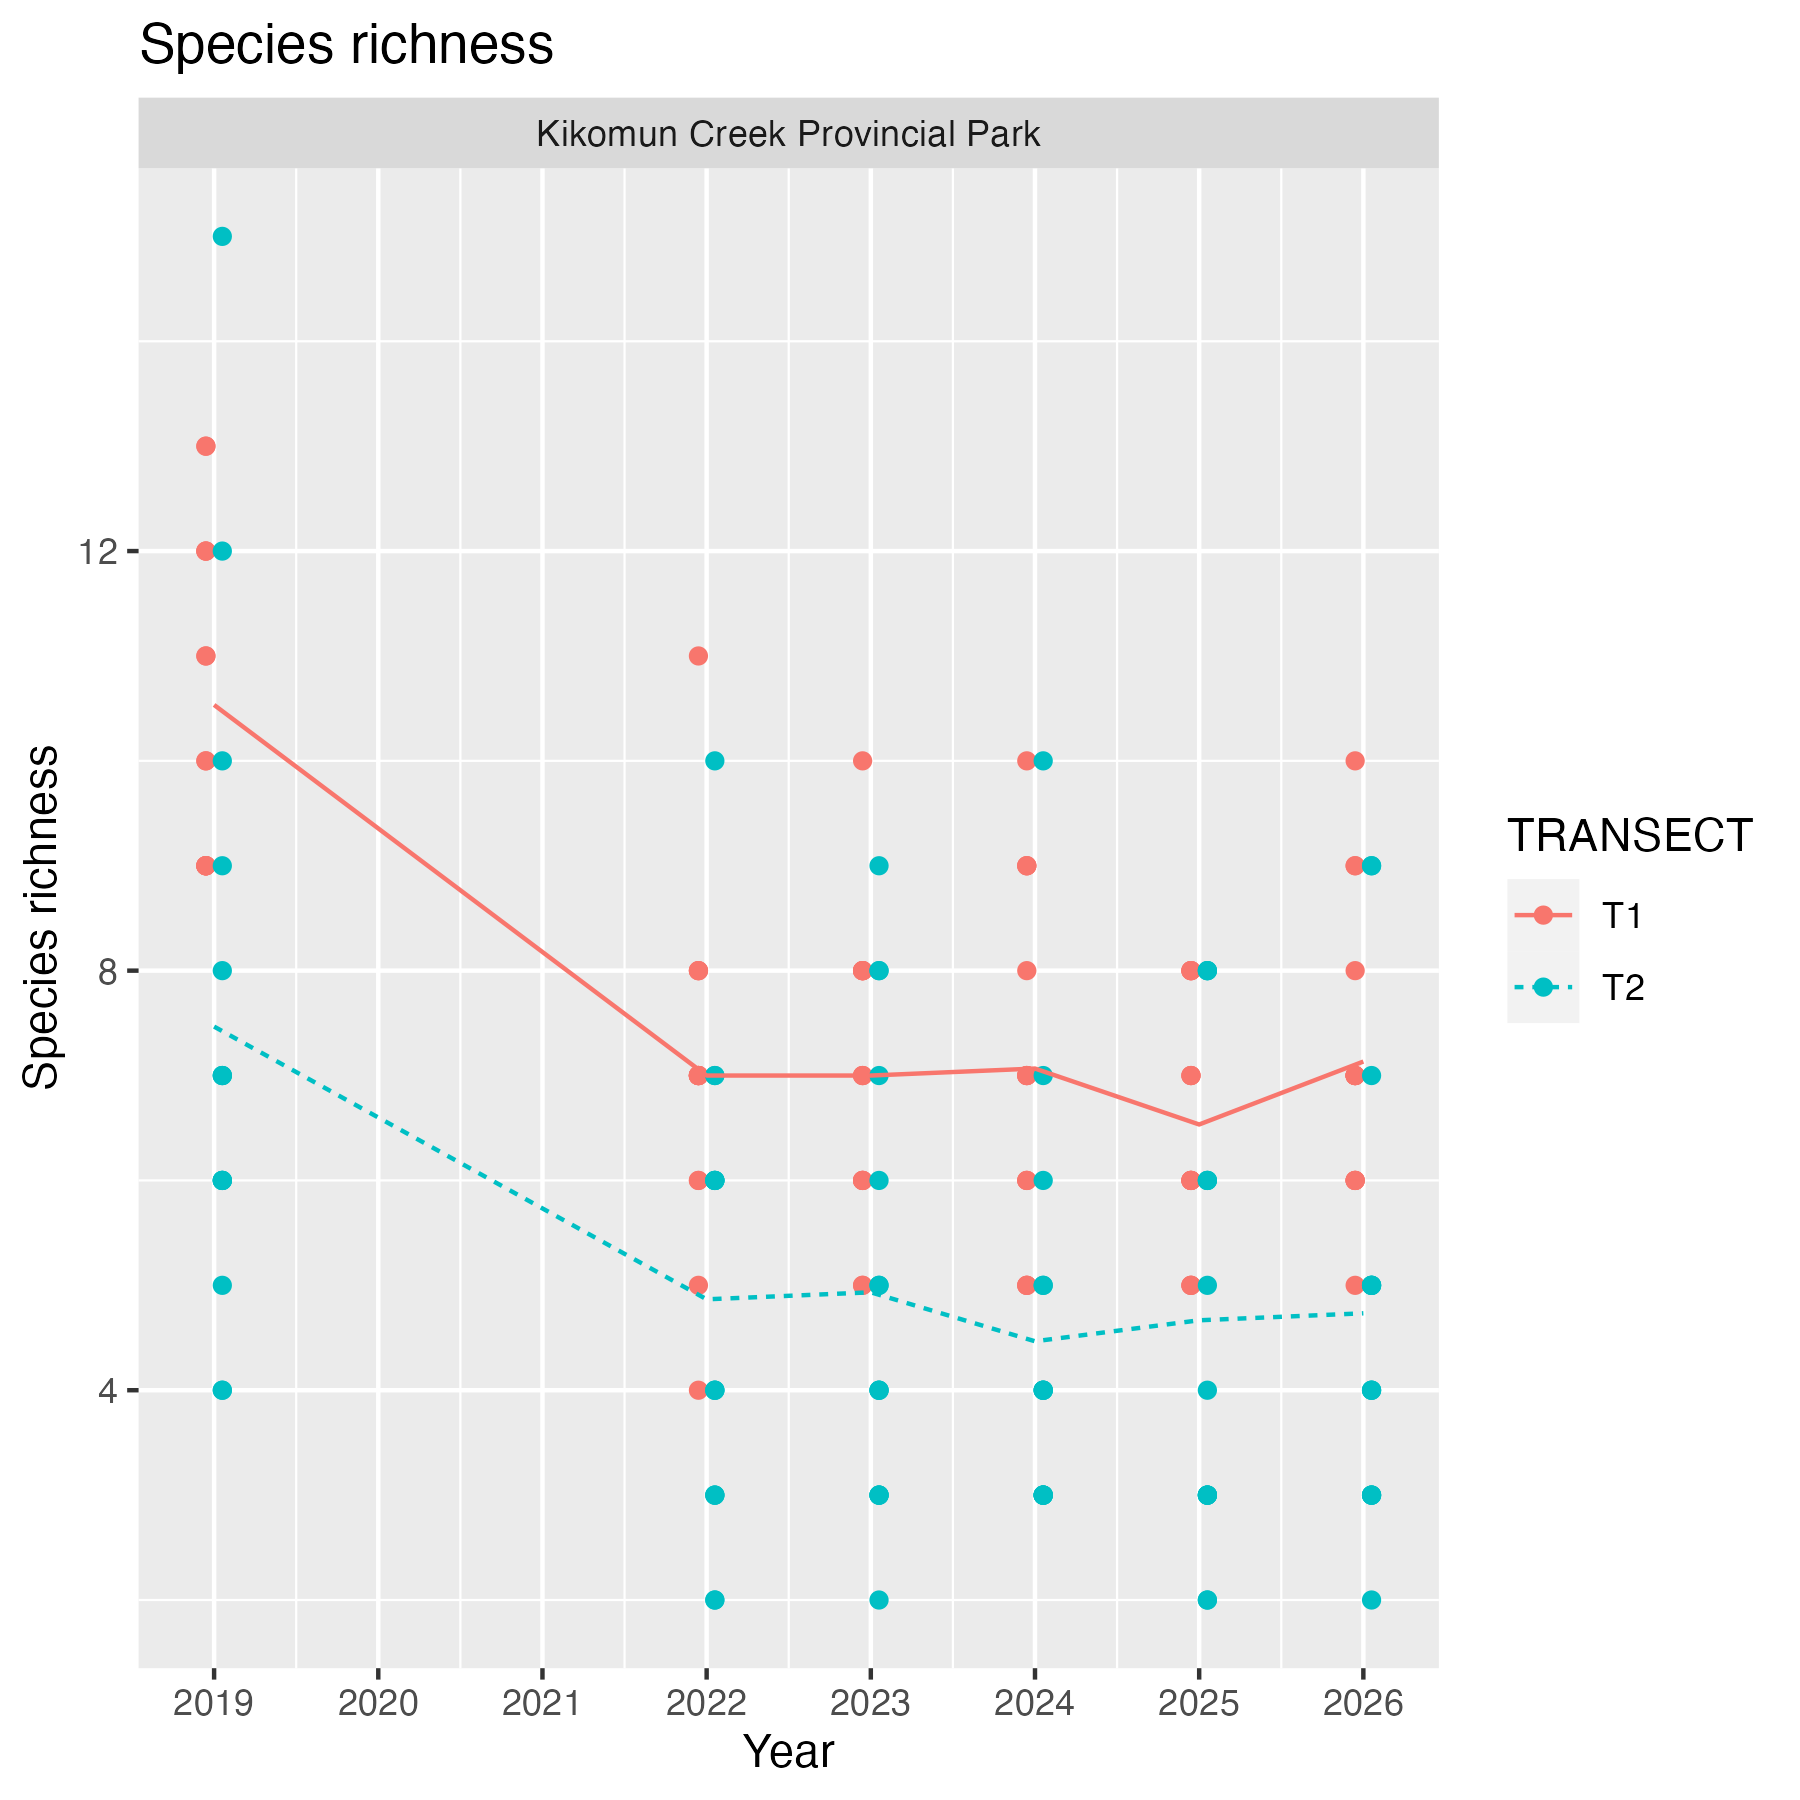 Species richness
Kikomun Creek Provincial Park
12
8
4
Species richness
2019 2020 2021 2022 2023 2024 2025 2026
Year
TRANSECT
T1
T2